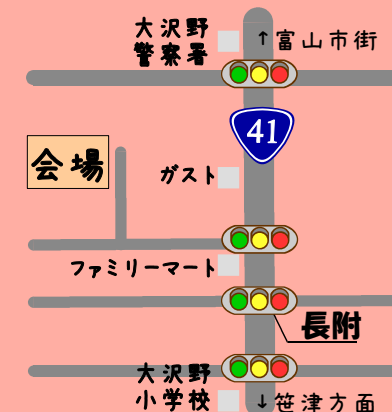 大沢野
警察署
↑富山市街
41
会場
ガスト
ファミリーマート
長附
大沢野
小学校
↓笹津方面